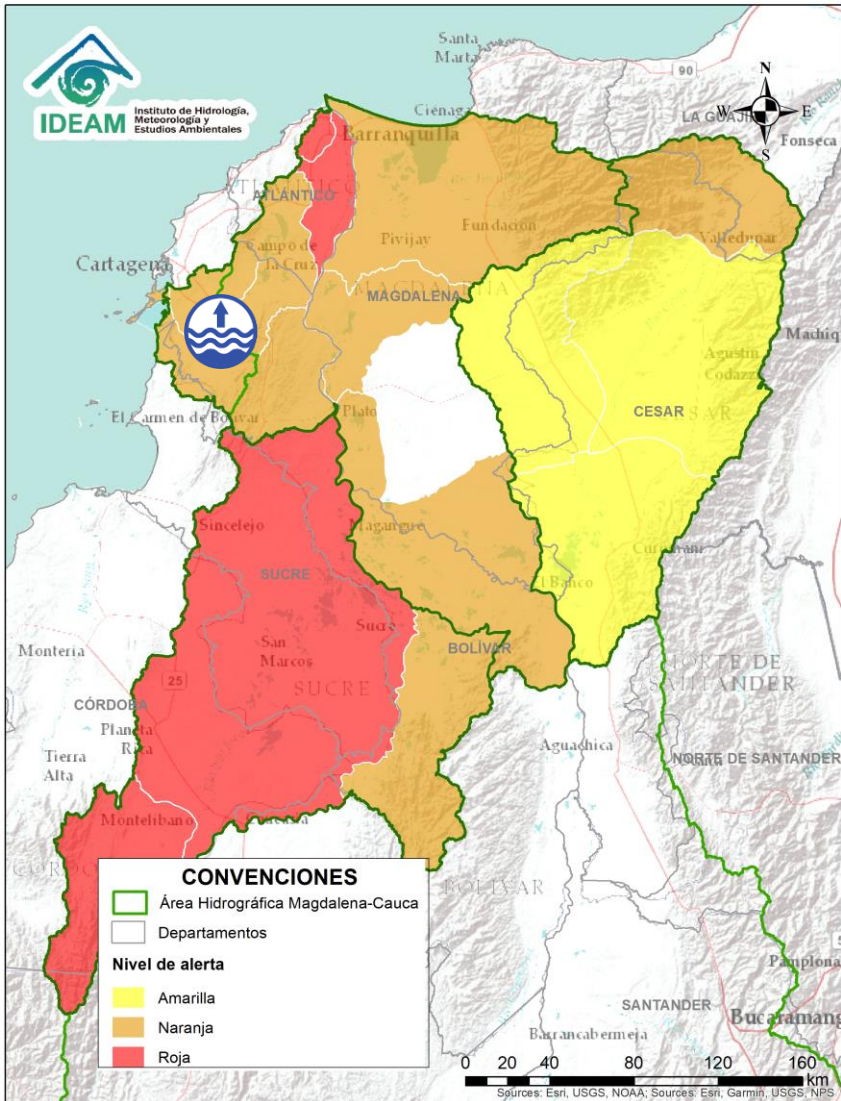 IDEAM
Instituto de Hidrología,
Meteorología y
Estudios Ambientales
Santa
Marta
90
N
W
E
S
Ciénaga
LA GUAJI
Fonseca
Barranquilla
ATLÁNTICO
Fundación
Valledupar
Campo de
la Cruz
Pivijay
Cartagena
MAGDALENA
Machiq
Agustín
Codazzi
El Carmen de Bolívar
Plato
CESAR
Sincelejo
Magangue
SUCRE
El Banco
Sucre
San
Marcos
BOLÍVAR
Montería
25
SUCRE
NORTE DE
SANTANDER
CÓRDOBA
Planeta
Rica
Tierra
Alta
Aguachica
NORTE DE SANTANDER
Montelíbano
BOLÍVAR
CONVENCIONES
Área Hidrográfica Magdalena-Cauca
Departamentos
Nivel de alerta
Amarilla
Naranja
Roja
Pamplona
SANTANDER
Bucaramang
Barrancabermeja
0 20 40 80 120 160
km
Sources: Esri, USGS, NOAA; Sources: Esri, Garmin, USGS, NPS